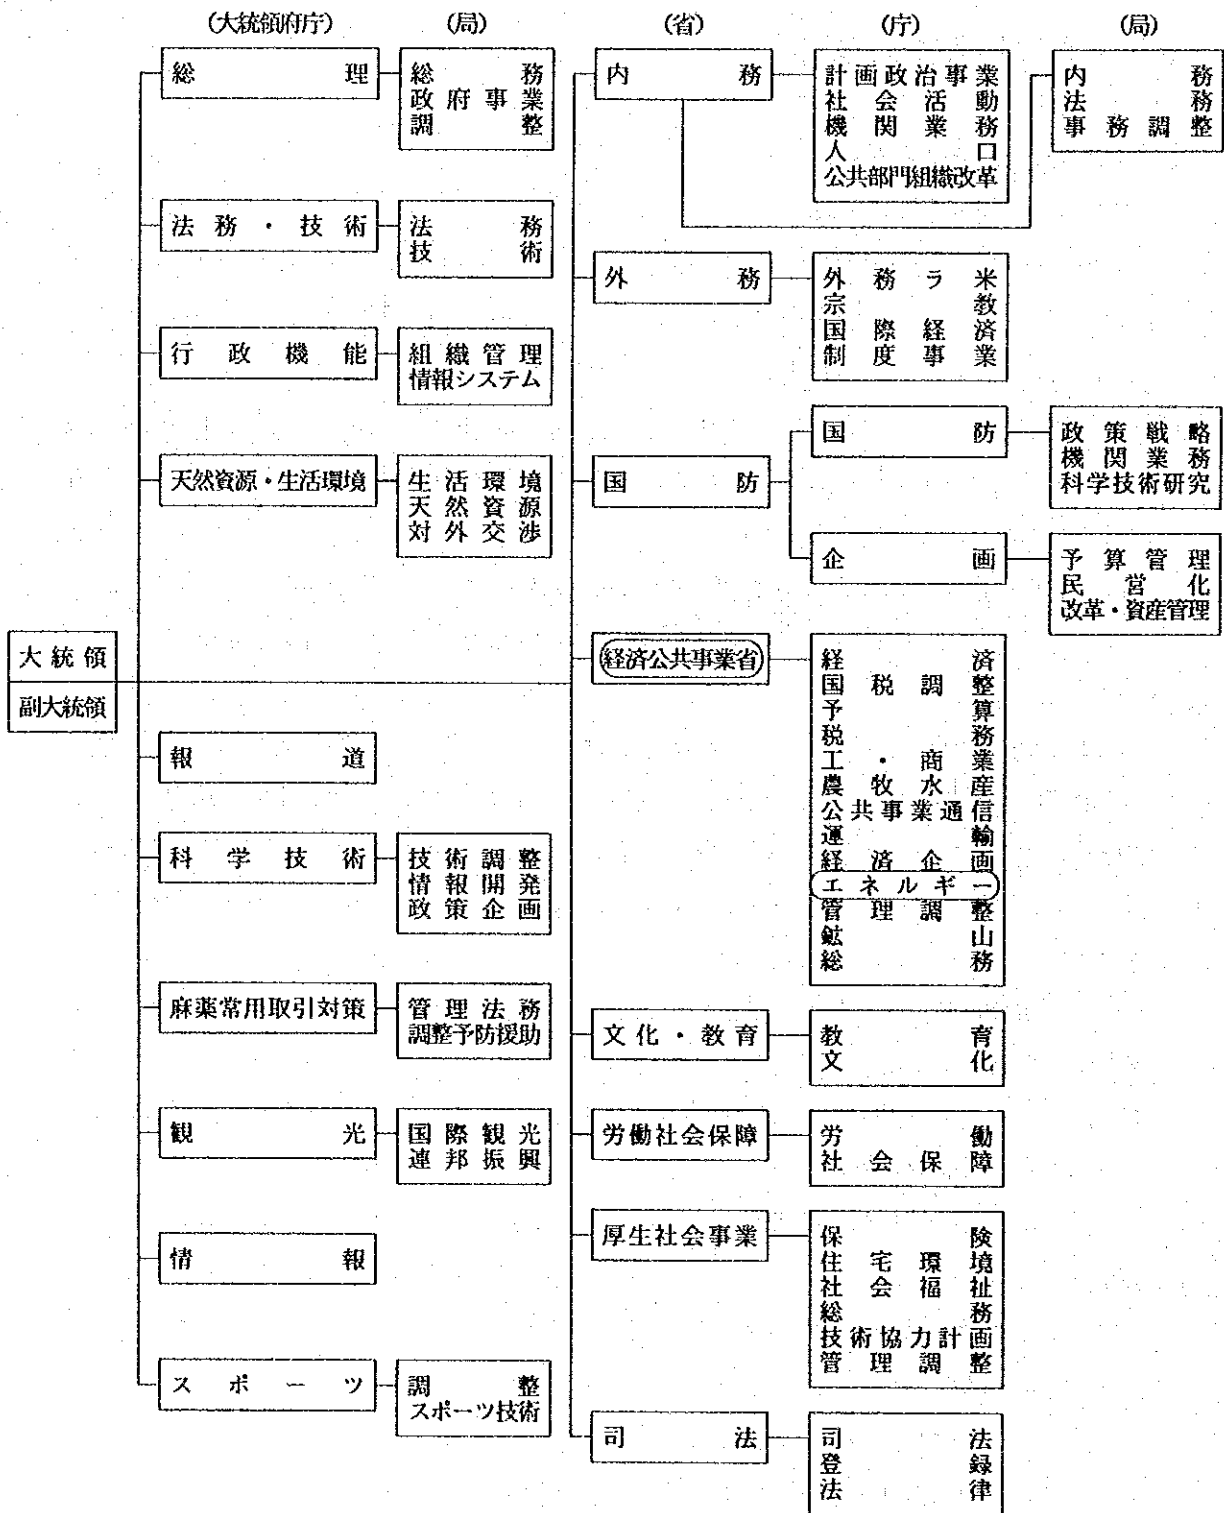 (大統領府庁)
(局)
(省)
(庁)
(局)
大統領
副大統領
総理
総務
政府事業
調整
法務・技術
法務
技術
行政機能
組織管理
情報システム
天然資源・生活環境
生活環境
天然資源
対外交渉
報道
科学技術
技術調整
情報開発
政策企画
麻薬常用取引対策
管理法務
調整予防援助
観光
国際観光
連邦振興
情報
スポーツ
調整
スポーツ技術
内務
計画政治事業
社会活動
機関業務
人口
公共部門組織改革
内務
法務
事務調整
外務
外務ラ米
宗教
国際経済
制度事業
国防
国防
政策戦略
機関業務
科学技術研究
企画
予算管理
民営化
改革・資産管理
経済公共事業省
経済
国税調整
予算
税務
工・商業
農牧水産
公共事業通信
運輸
経済企画
エネルギー
管理調整
鉱山
総務
文化・教育
教育
文化
労働社会保障
労働
社会保障
厚生社会事業
保険
住宅環境
社会福祉
総務
技術協力計画
管理調整
司法
司法
登録
法律